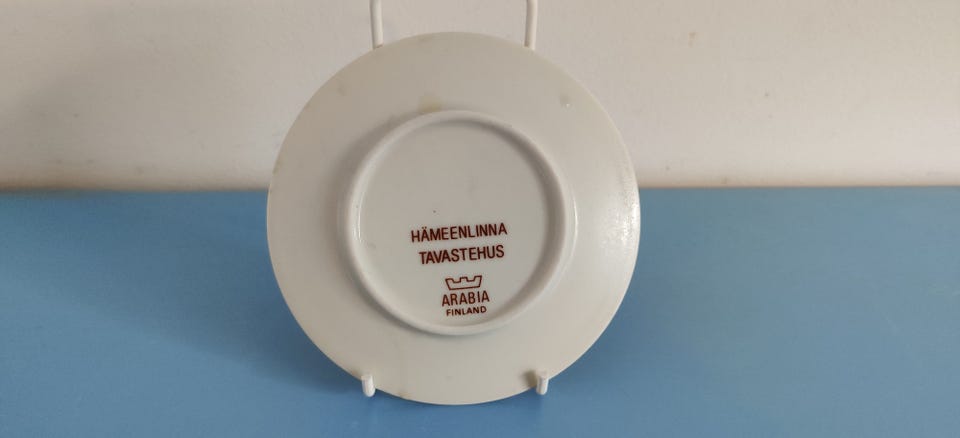 HÄMEENLINNA
TAVASTEHUS
ARABIA
FINLAND